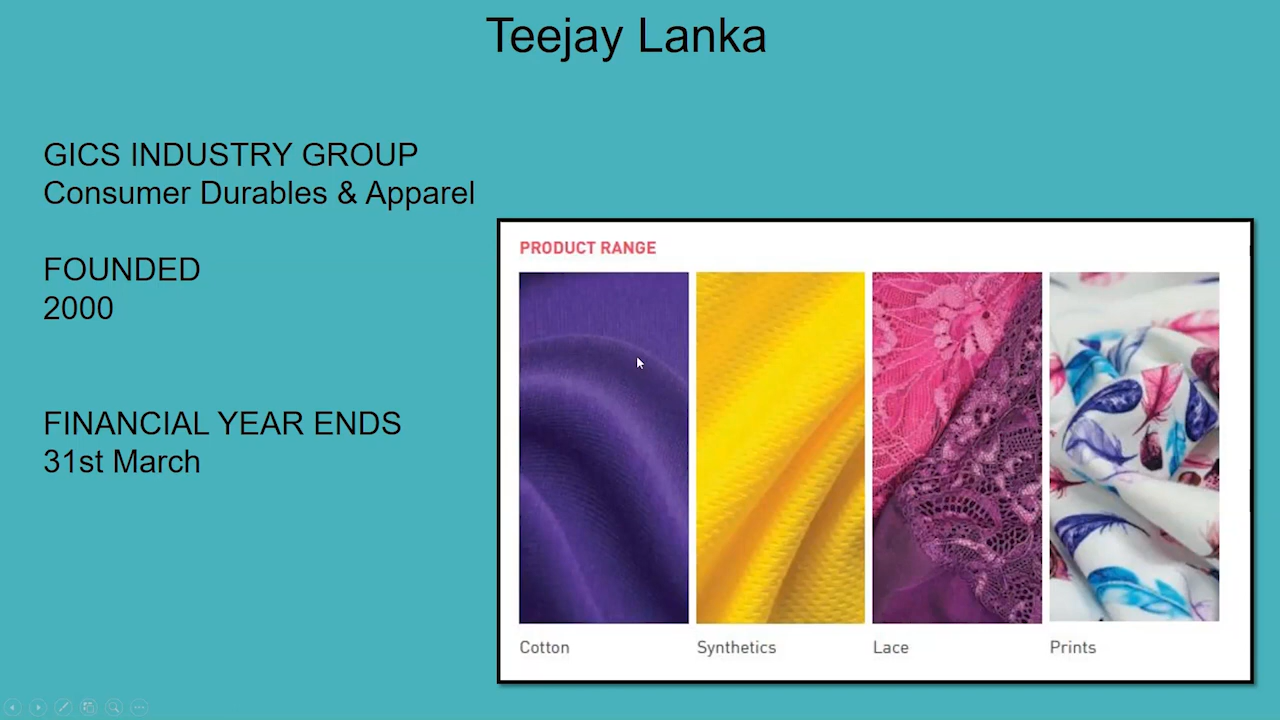 Teejay Lanka
GICS INDUSTRY GROUP
Consumer Durables & Apparel
FOUNDED
2000
FINANCIAL YEAR ENDS
31st March
PRODUCT RANGE
Cotton
Synthetics
Lace
Prints